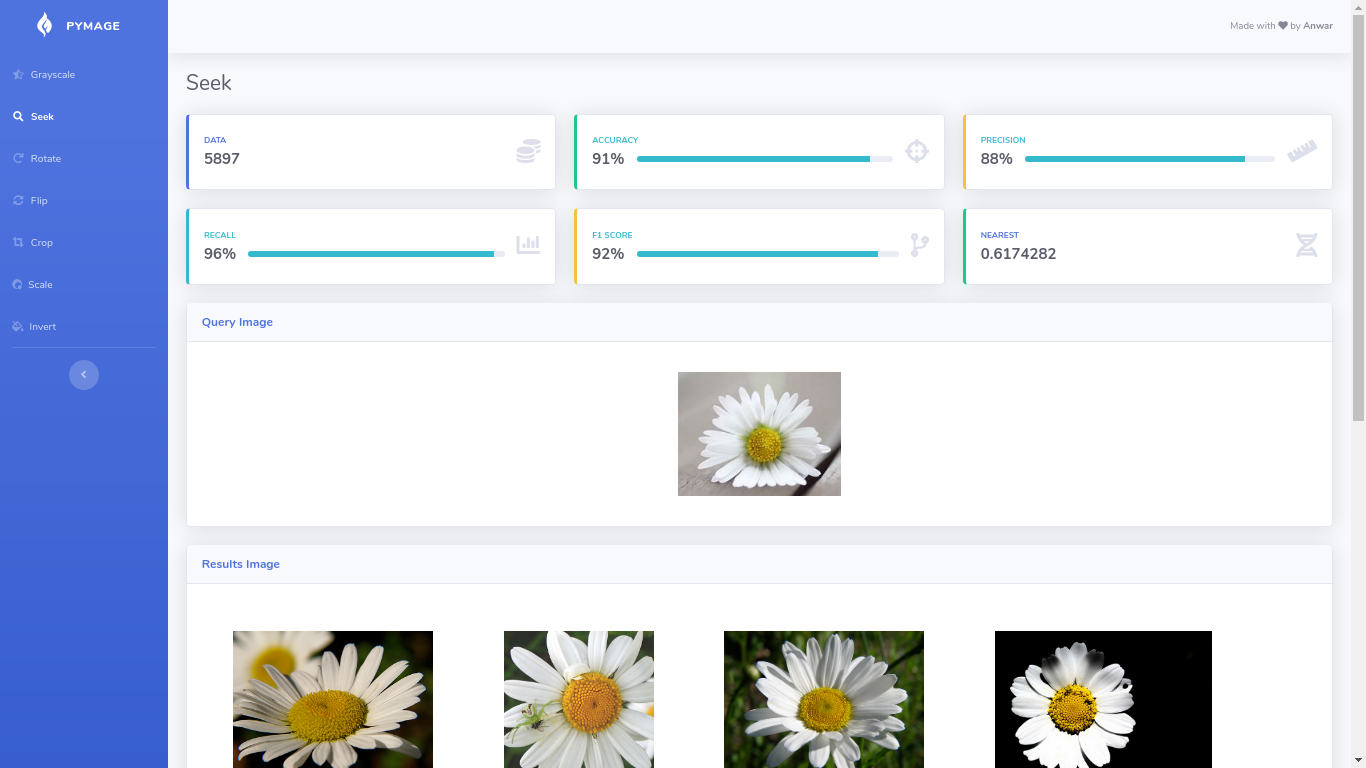 PYMAGE
Made with by Anwar
Grayscale
Seek
Rotate
Flip
Crop
Scale
Invert
Seek
DATA
5897
ACCURACY
91%
PRECISION
88%
RECALL
96%
F1 SCORE
92%
NEAREST
0.6174282
Query Image
Results Image